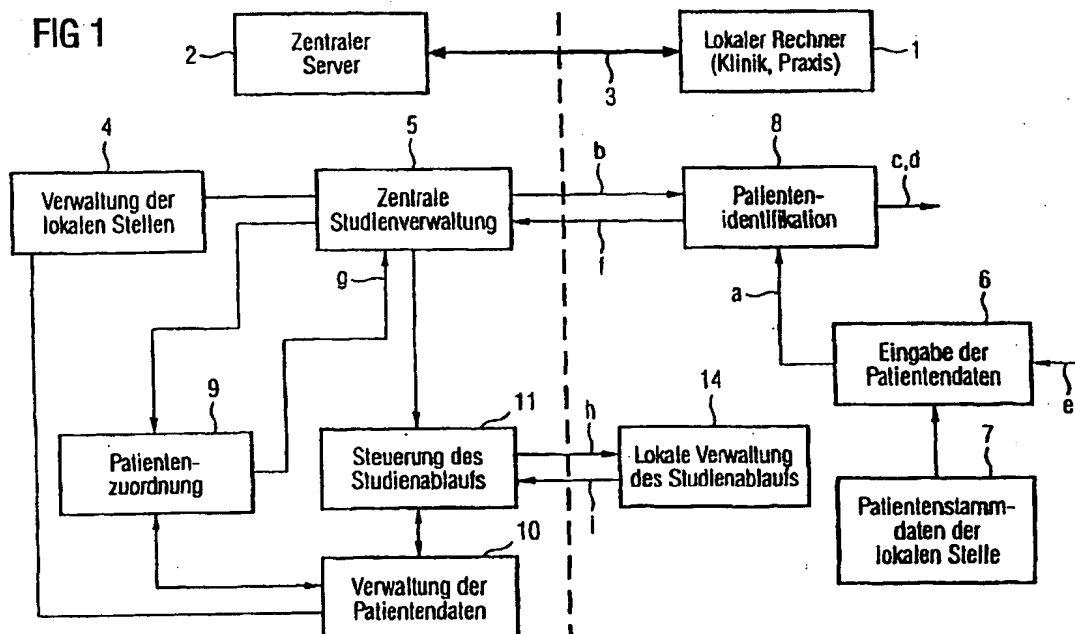 FIG 1
2
Zentraler
Server
3
Lokaler Rechner
(Klinik, Praxis)
1
4
Verwaltung der
lokalen Stellen
5
Zentrale
Studienverwaltung
b
f
8
Patienten-
identifikation
c,d
g
a
6
Eingabe der
Patientendaten
e
9
Patienten-
zuordnung
11
Steuerung des
Studienablaufs
h
i
14
Lokale Verwaltung
des Studienablaufs
7
Patientenstamm-
daten der
lokalen Stelle
10
Verwaltung der
Patientendaten